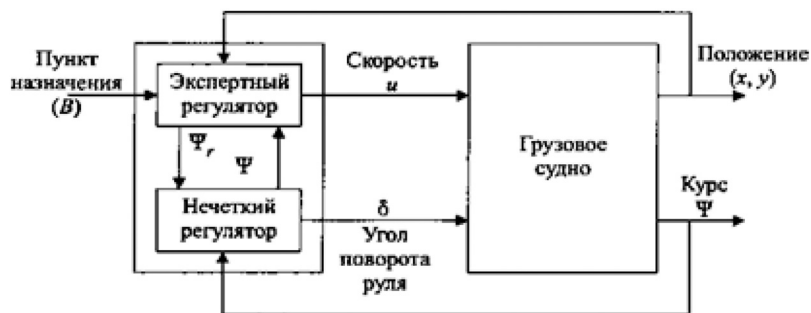 Пункт
назначения
(B)
Экспертный
регулятор
Скорость
u
Положение
(x, y)
Ψr
Ψ
Грузовое
судно
Нечеткий
регулятор
δ
Угол
поворота
руля
Курс
Ψ